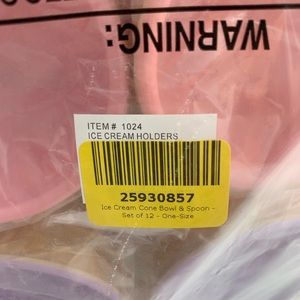 WARNING:
ITEM # 1024
ICE CREAM HOLDERS
25930857
Ice Cream Cone Bowl & Spoon -
Set of 12 - One-Size